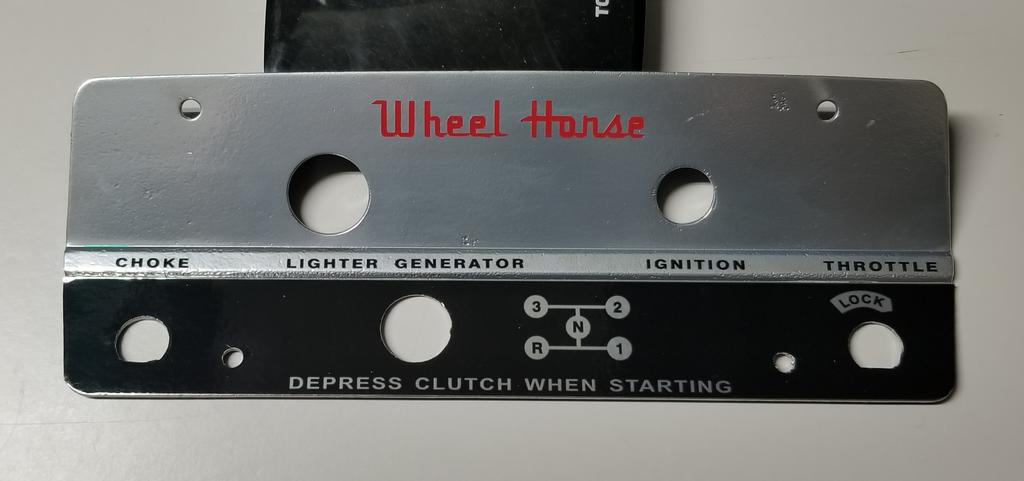 Wheel Horse
CHOKE LIGHTER GENERATOR IGNITION THROTTLE
LOCK
3 2
N
R 1
DEPRESS CLUTCH WHEN STARTING